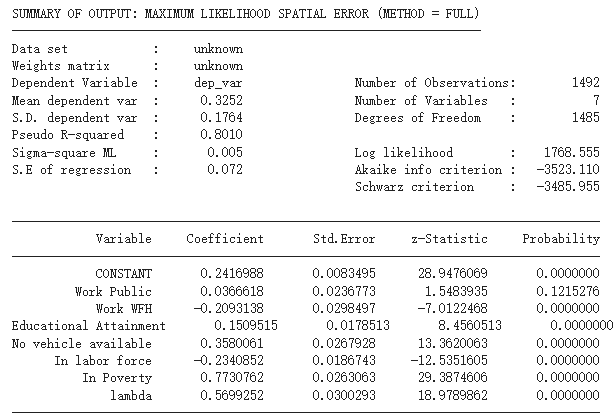 SUMMARY OF OUTPUT: MAXIMUM LIKELIHOOD SPATIAL ERROR (METHOD = FULL)
Data set : unknown
Weights matrix : unknown
Dependent Variable : dep_var Number of Observations: 1492
Mean dependent var : 0.3252 Number of Variables : 7
S.D. dependent var : 0.1764 Degrees of Freedom : 1485
Pseudo R-squared : 0.8010
Sigma-square ML : 0.005 Log likelihood : 1768.555
S.E of regression : 0.072 Akaike info criterion : -3523.110
Schwarz criterion : -3485.955
Variable Coefficient Std.Error z-Statistic Probability
CONSTANT 0.2416988 0.0083495 28.9476069 0.0000000
Work Public 0.0366618 0.0236773 1.5483935 0.1215276
Work WFH -0.2093138 0.0298497 -7.0122468 0.0000000
Educational Attainment 0.1509515 0.0178513 8.4560513 0.0000000
No vehicle available 0.3580061 0.0267928 13.3620063 0.0000000
In labor force -0.2340852 0.0186743 -12.5351605 0.0000000
In Poverty 0.7730762 0.0263063 29.3874606 0.0000000
lambda 0.5699252 0.0300293 18.9789862 0.0000000